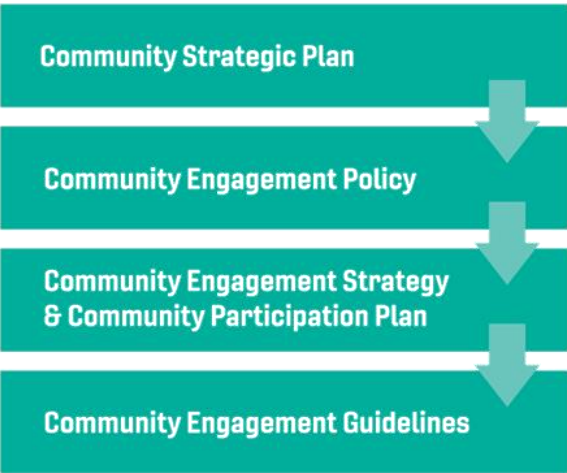 Community Strategic Plan
Community Engagement Policy
Community Engagement Strategy
& Community Participation Plan
Community Engagement Guidelines